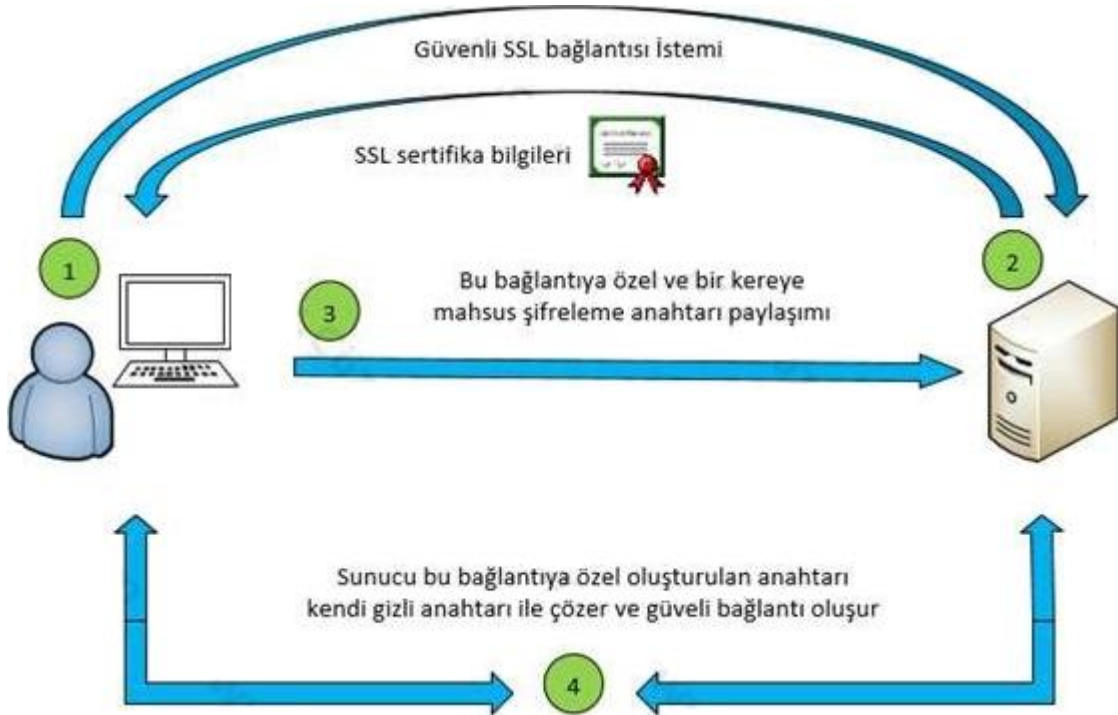 Güvenli SSL bağlantısı İstemi
SSL sertifika bilgileri
1
2
3
Bu bağlantıya özel ve bir kereye
mahsus şifreleme anahtarı paylaşımı
Sunucu bu bağlantıya özel oluşturulan anahtarı
kendi gizli anahtarı ile çözer ve güveli bağlantı oluşur
4